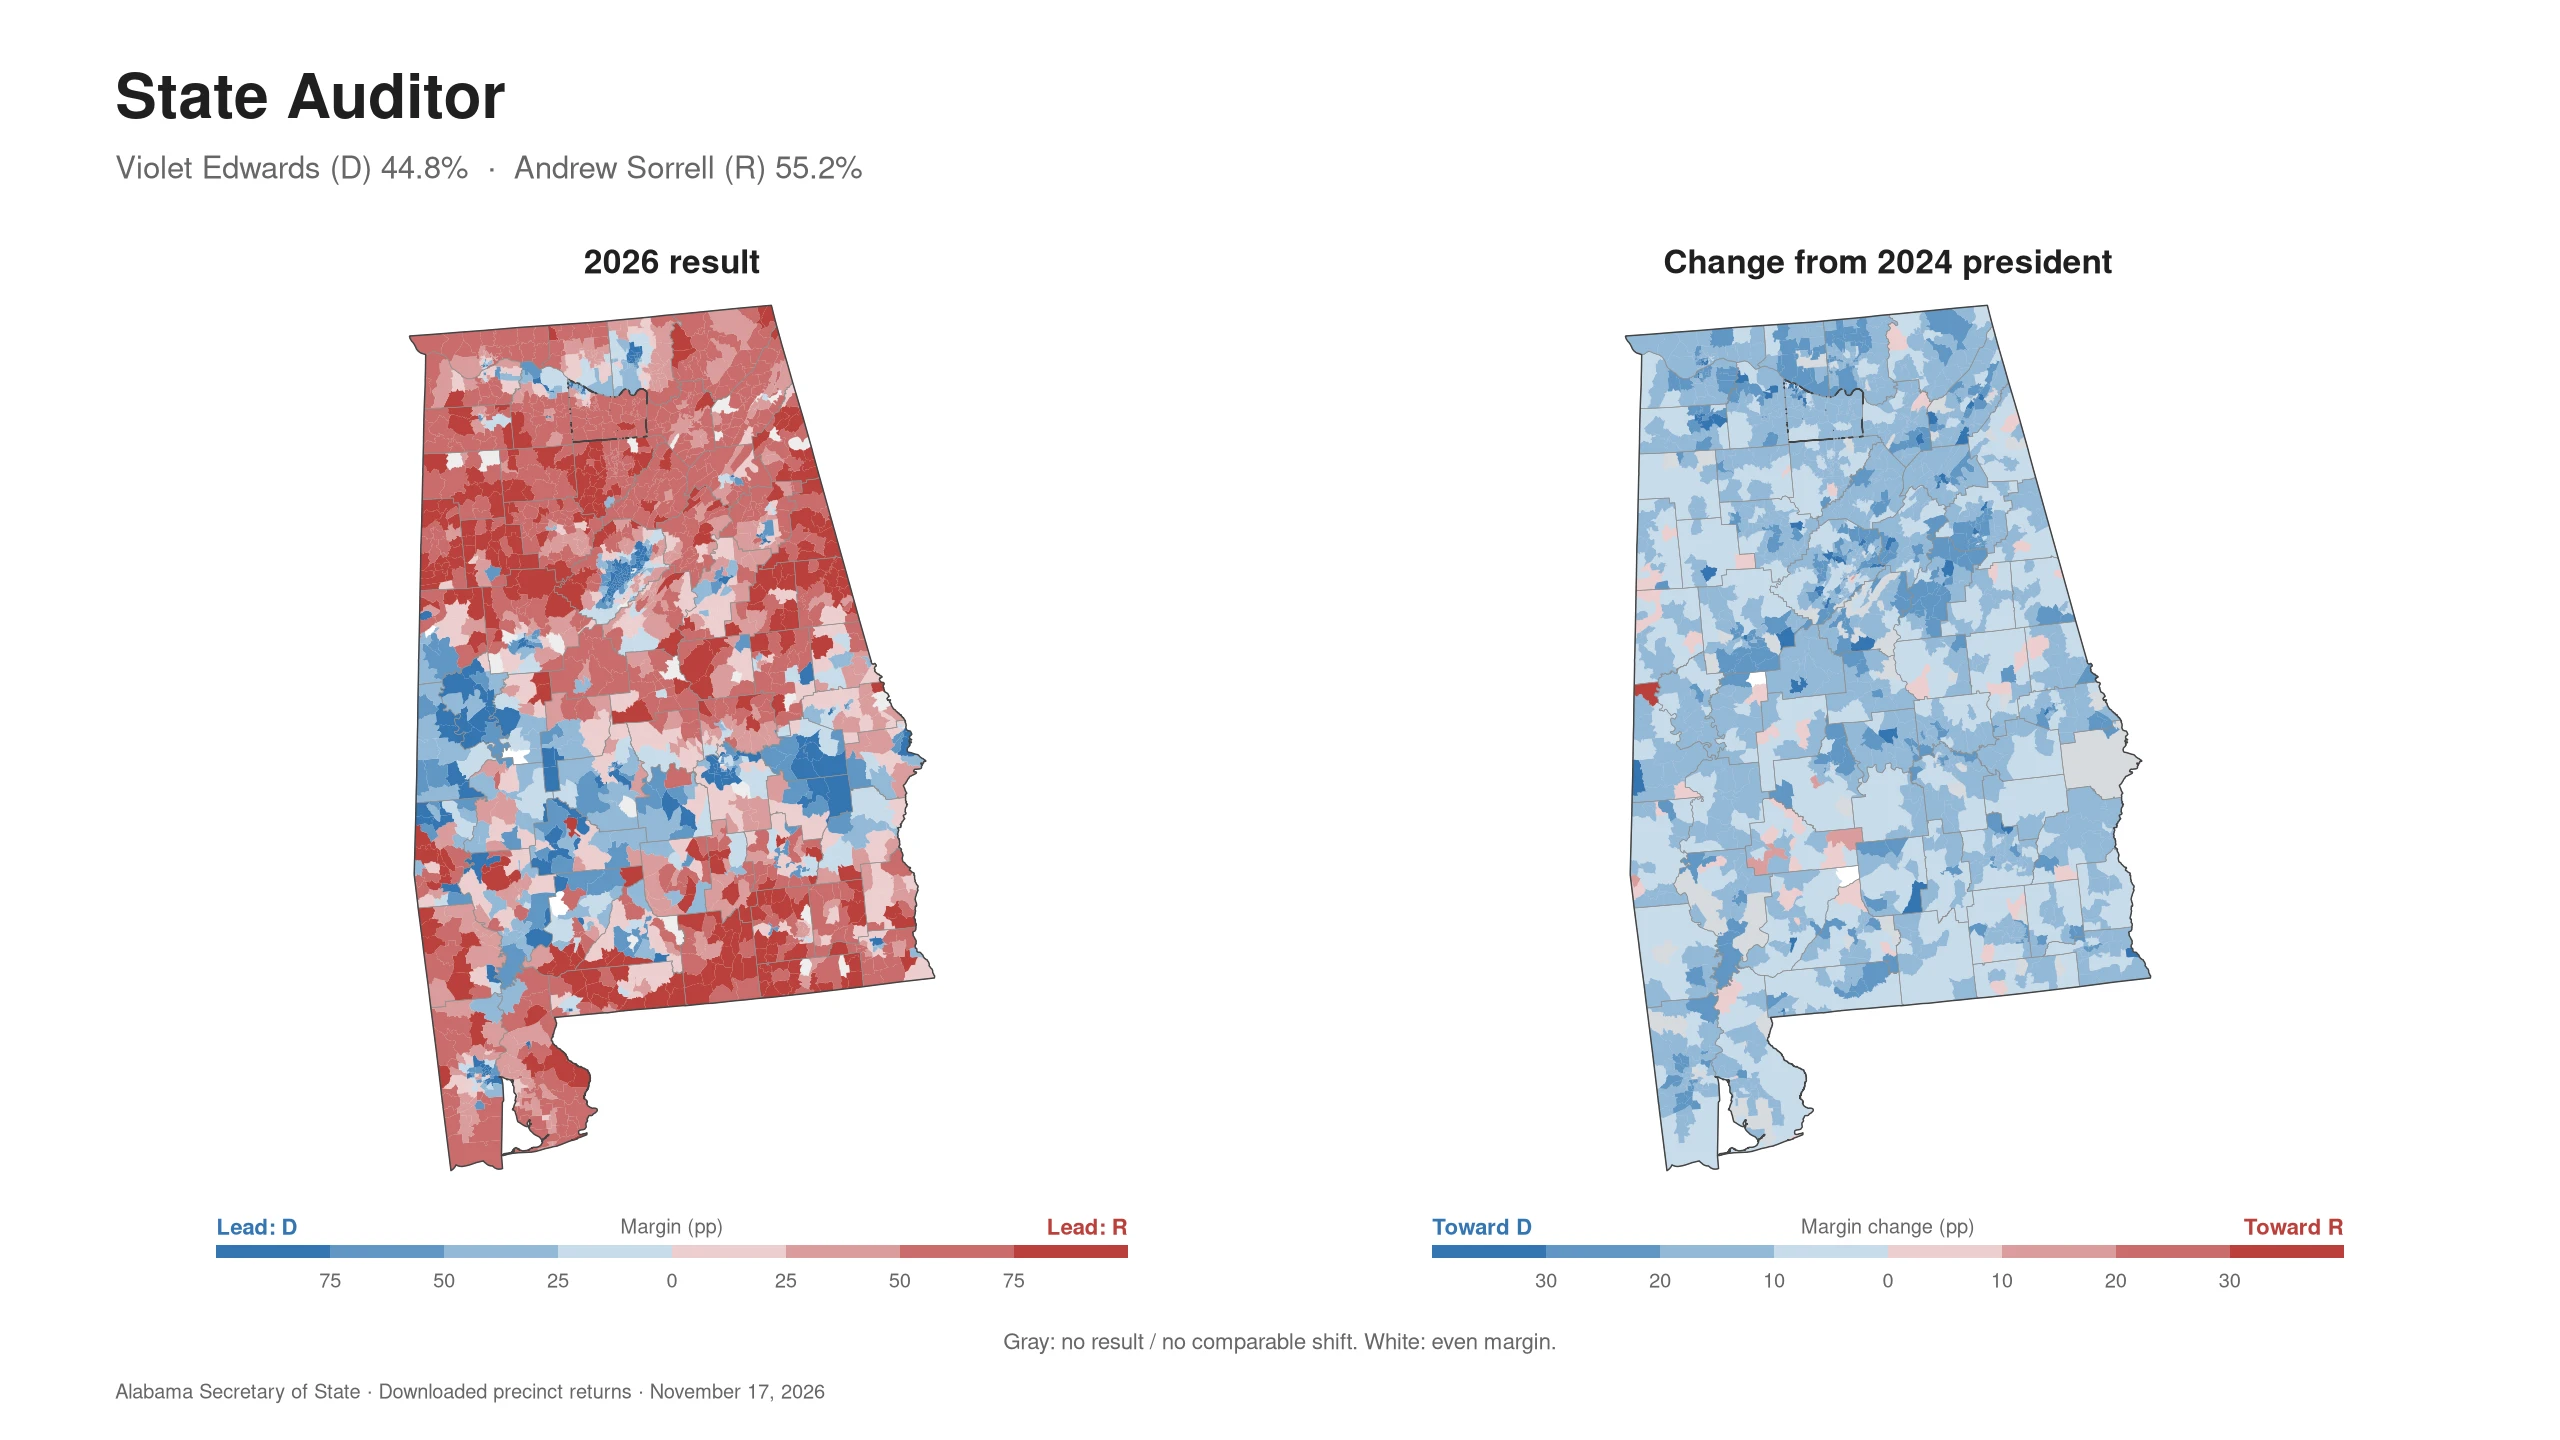 State Auditor
Violet Edwards (D) 44.8% · Andrew Sorrell (R) 55.2%
2026 result
Change from 2024 president
Lead: D Margin (pp) Lead: R
75 50 25 0 25 50 75
Toward D Margin change (pp) Toward R
30 20 10 0 10 20 30
Gray: no result / no comparable shift. White: even margin.
Alabama Secretary of State · Downloaded precinct returns · November 17, 2026